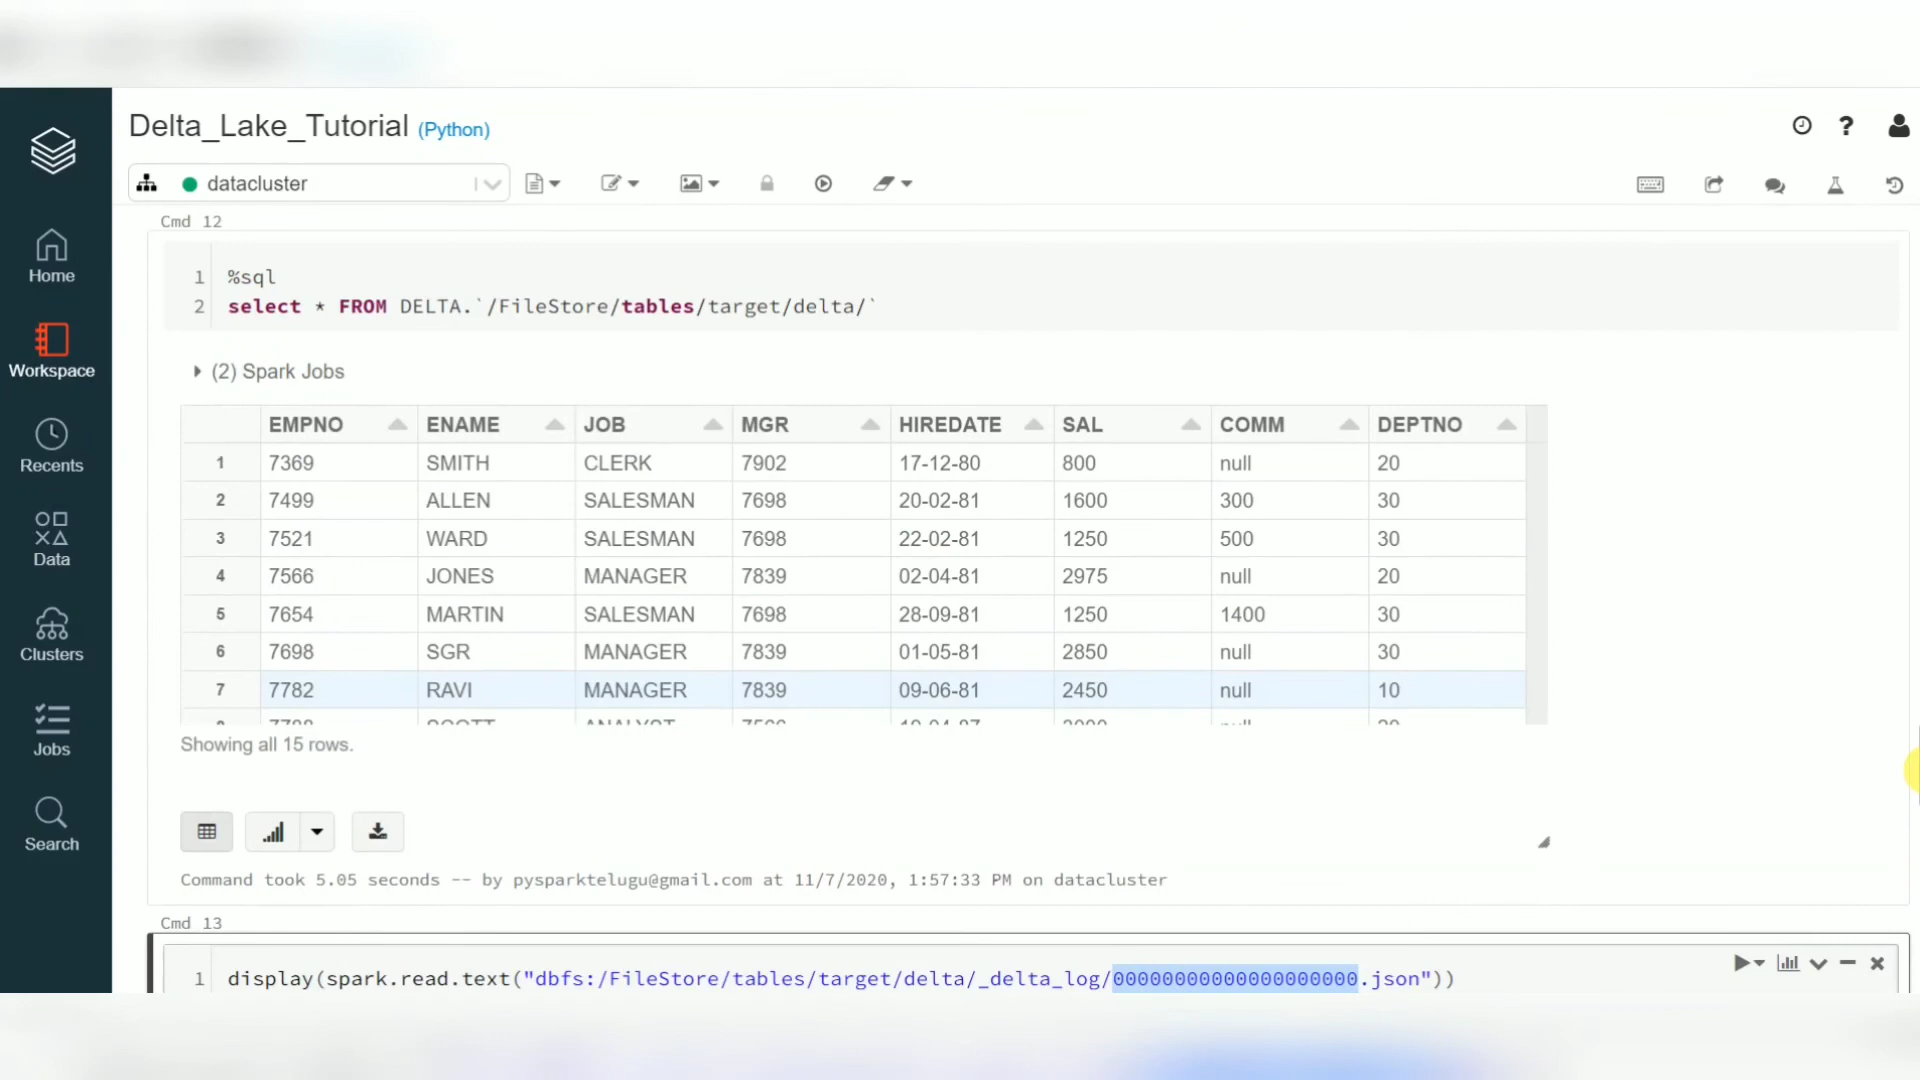 Delta_Lake_Tutorial (Python)
datacluster
Home
Workspace
Recents
Data
Clusters
Jobs
Search
Cmd 12
1 %sql
2 select * FROM DELTA.`/FileStore/tables/target/delta/`
(2) Spark Jobs
EMPNO ENAME JOB MGR HIREDATE SAL COMM DEPTNO
1 7369 SMITH CLERK 7902 17-12-80 800 null 20
2 7499 ALLEN SALESMAN 7698 20-02-81 1600 300 30
3 7521 WARD SALESMAN 7698 22-02-81 1250 500 30
4 7566 JONES MANAGER 7839 02-04-81 2975 null 20
5 7654 MARTIN SALESMAN 7698 28-09-81 1250 1400 30
6 7698 SGR MANAGER 7839 01-05-81 2850 null 30
7 7782 RAVI MANAGER 7839 09-06-81 2450 null 10
Showing all 15 rows.
Command took 5.05 seconds -- by pysparktelugu@gmail.com at 11/7/2020, 1:57:33 PM on datacluster
Cmd 13
1 display(spark.read.text("dbfs:/FileStore/tables/target/delta/_delta_log/00000000000000000000.json"))